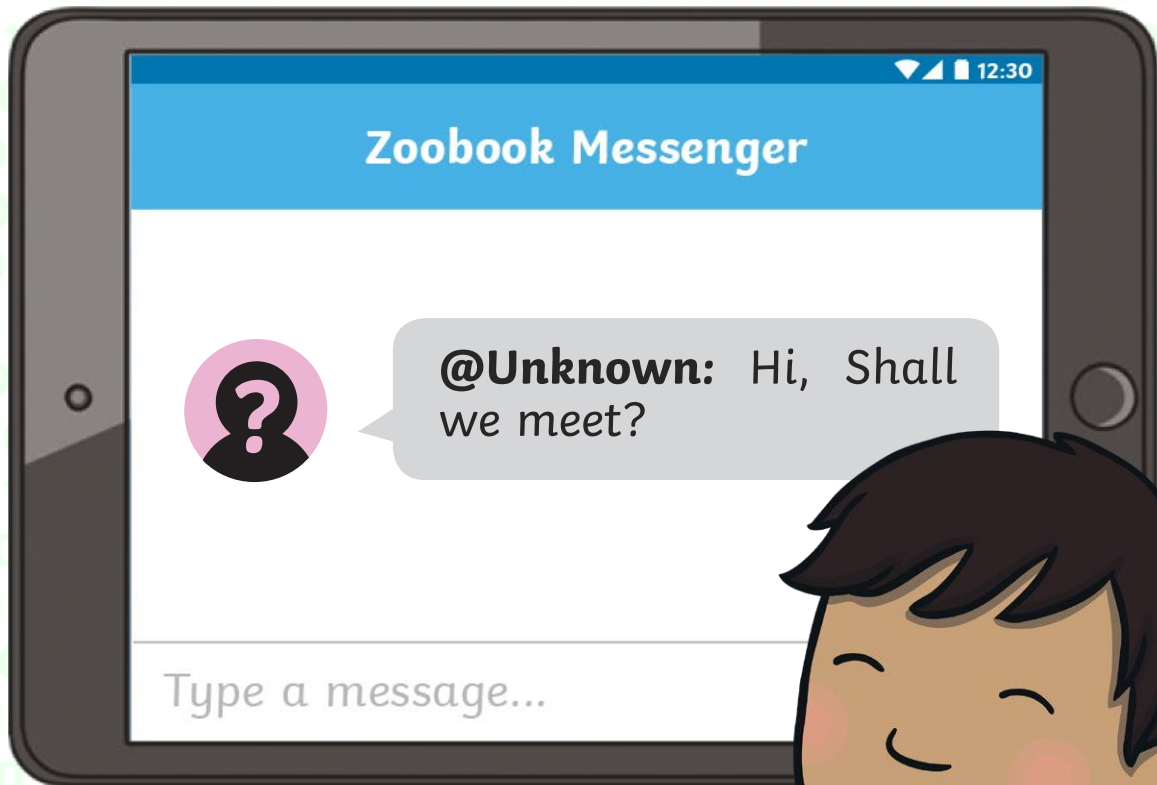 12:30
Zoobook Messenger
@Unknown: Hi, Shall
we meet?
Type a message...